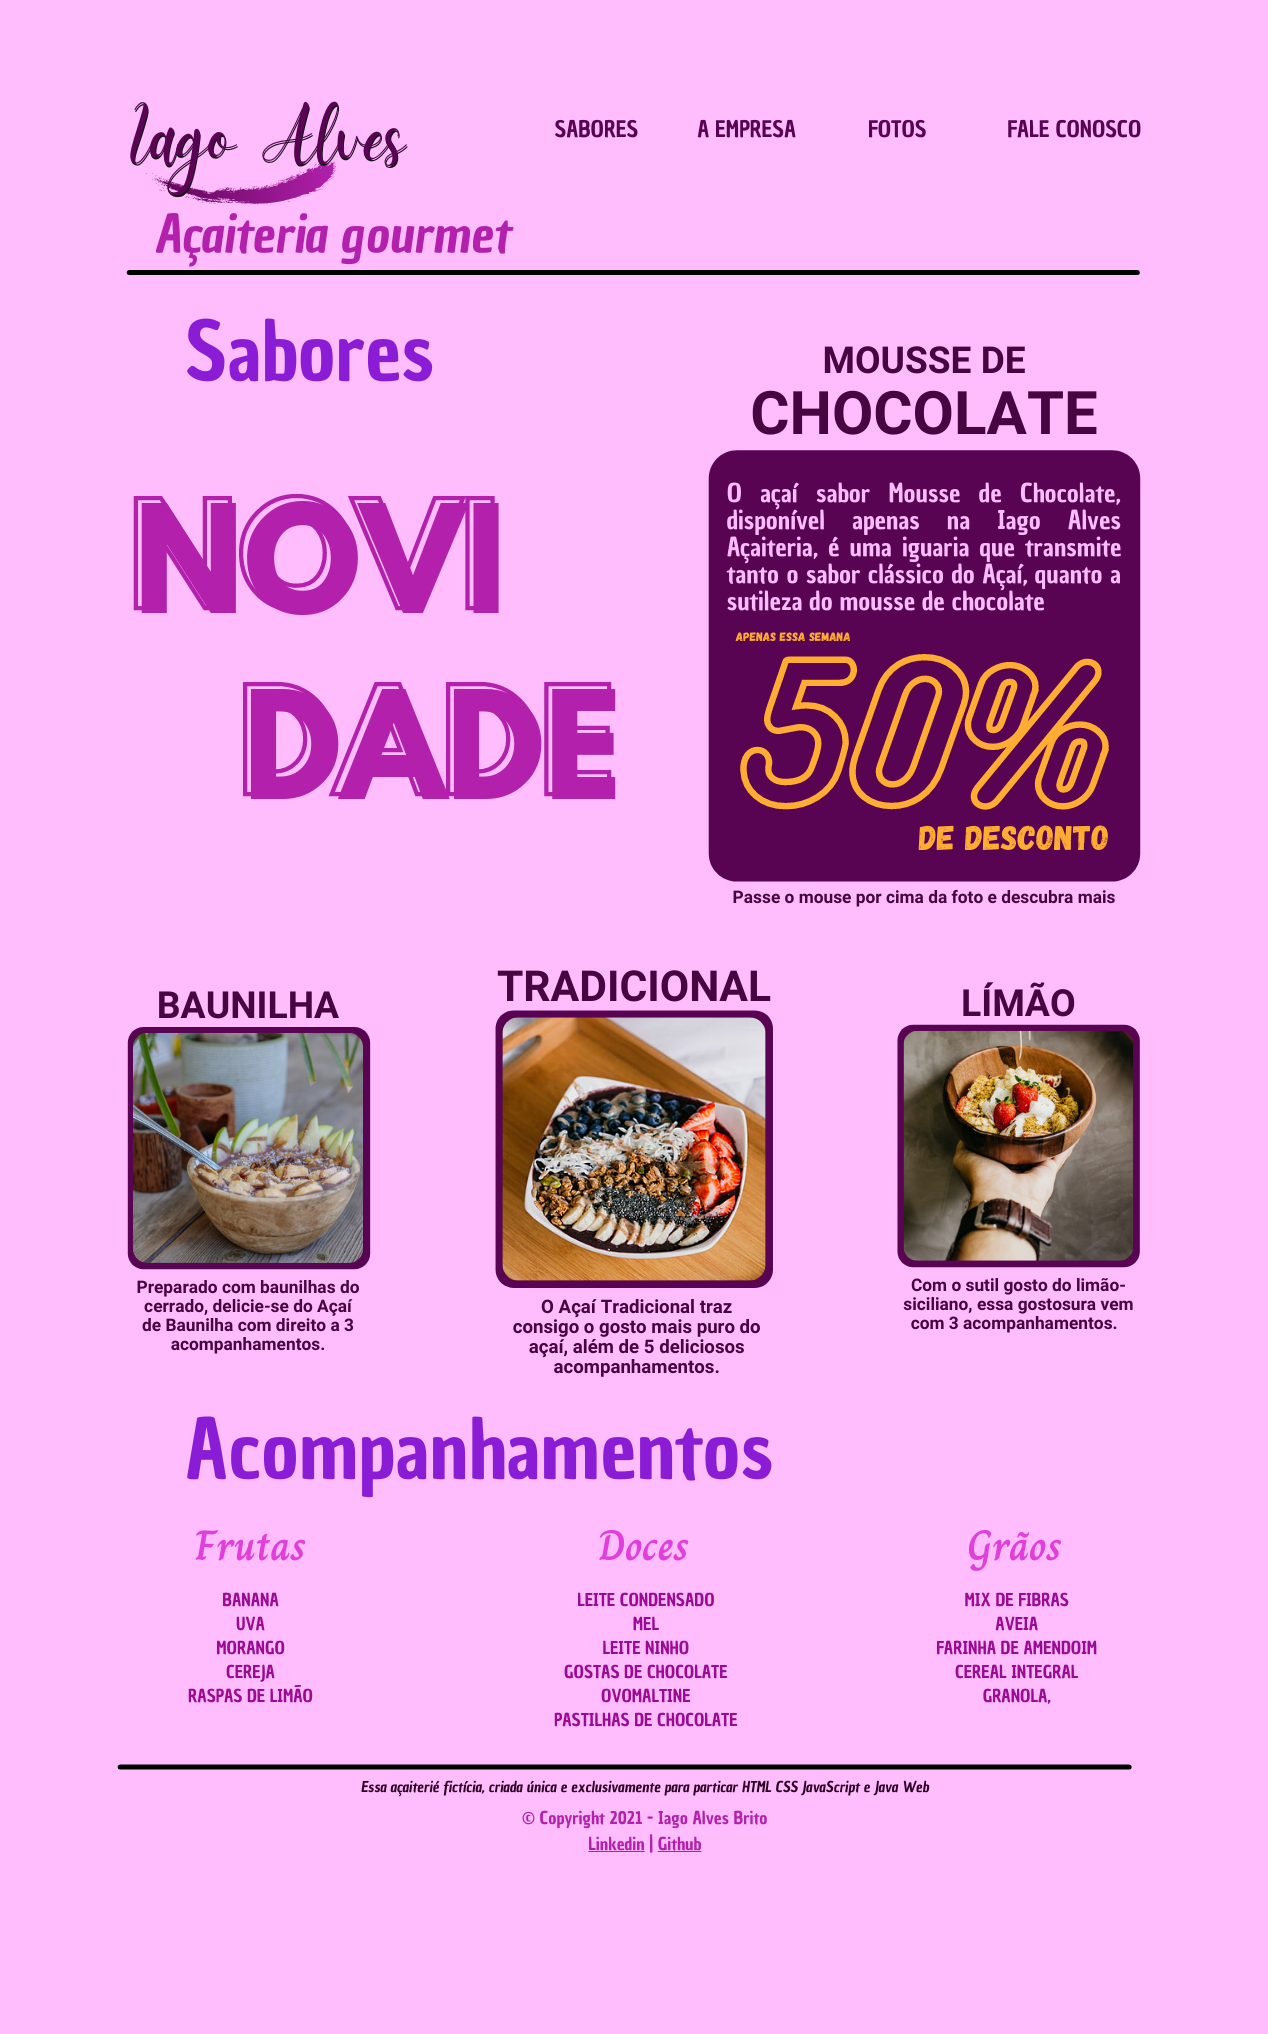 Iago Alves
SABORES A EMPRESA FOTOS FALE CONOSCO
Açaiteria gourmet
Sabores
NOVI
DADE
MOUSSE DE
CHOCOLATE
O açaí sabor Mousse de Chocolate,
disponível apenas na Iago Alves
Açaiteria, é uma iguaria que transmite
tanto o sabor clássico do Açaí, quanto a
sutileza do mousse de chocolate
APENAS ESSA SEMANA
50%
DE DESCONTO
Passe o mouse por cima da foto e descubra mais
BAUNILHA
Preparado com baunilhas do
cerrado, delicie-se do Açaí
de Baunilha com direito a 3
acompanhamentos.
TRADICIONAL
O Açaí Tradicional traz
consigo o gosto mais puro do
açaí, além de 5 deliciosos
acompanhamentos.
LÍMÃO
Com o sutil gosto do limão-
siciliano, essa gostosura vem
com 3 acompanhamentos.
Acompanhamentos
Frutas
BANANA
UVA
MORANGO
CEREJA
RASPAS DE LIMÃO
Doces
LEITE CONDENSADO
MEL
LEITE NINHO
GOSTAS DE CHOCOLATE
OVOMALTINE
PASTILHAS DE CHOCOLATE
Grãos
MIX DE FIBRAS
AVEIA
FARINHA DE AMENDOIM
CEREAL INTEGRAL
GRANOLA,
Essa açaiterié fictícia, criada única e exclusivamente para particar HTML CSS JavaScript e Java Web
© Copyright 2021 - Iago Alves Brito
Linkedin | Github